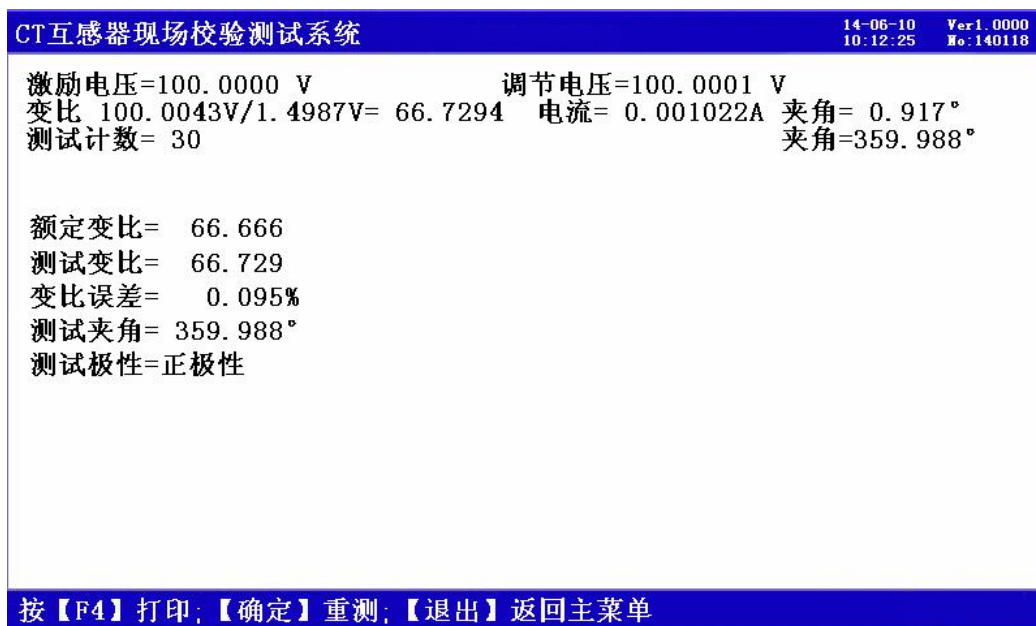 CT互感器现场校验测试系统 14-06-10 Ver1.0000
10:12:25 No:140118
激励电压=100.0000 V 调节电压=100.0001 V
变比 100.0043V/1.4987V= 66.7294 电流= 0.001022A 夹角= 0.917°
测试计数= 30 夹角=359.988°
额定变比= 66.666
测试变比= 66.729
变比误差= 0.095%
测试夹角= 359.988°
测试极性=正极性
按【F4】打印;【确定】重测;【退出】返回主菜单